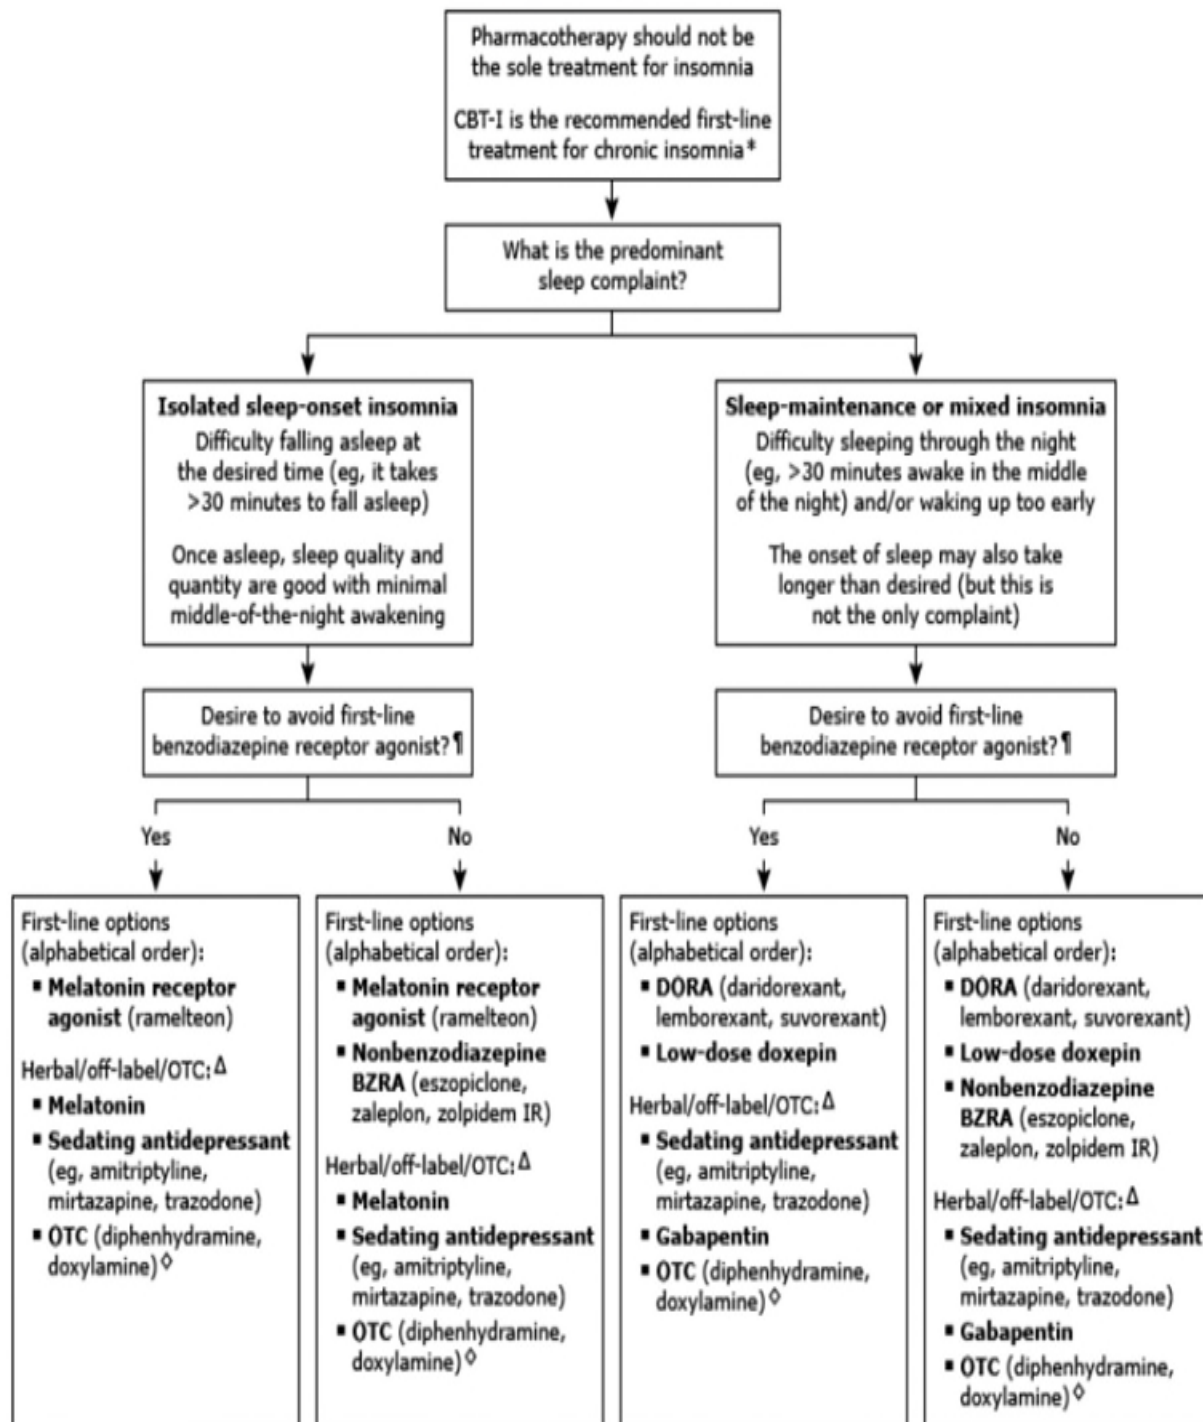 Pharmacotherapy should not be
the sole treatment for insomnia
CBT-I is the recommended first-line
treatment for chronic insomnia*
What is the predominant
sleep complaint?
Isolated sleep-onset insomnia
Difficulty falling asleep at
the desired time (eg, it takes
>30 minutes to fall asleep)
Once asleep, sleep quality and
quantity are good with minimal
middle-of-the-night awakening
Sleep-maintenance or mixed insomnia
Difficulty sleeping through the night
(eg, >30 minutes awake in the middle
of the night) and/or waking up too early
The onset of sleep may also take
longer than desired (but this is
not the only complaint)
Desire to avoid first-line
benzodiazepine receptor agonist?¶
Desire to avoid first-line
benzodiazepine receptor agonist?¶
Yes
No
Yes
No
First-line options
(alphabetical order):
▪ Melatonin receptor
agonist (ramelteon)
Herbal/off-label/OTC:Δ
▪ Melatonin
▪ Sedating antidepressant
(eg, amitriptyline,
mirtazapine, trazodone)
▪ OTC (diphenhydramine,
doxylamine)◊
First-line options
(alphabetical order):
▪ Melatonin receptor
agonist (ramelteon)
▪ Nonbenzodiazepine
BZRA (eszopiclone,
zaleplon, zolpidem IR)
Herbal/off-label/OTC:Δ
▪ Melatonin
▪ Sedating antidepressant
(eg, amitriptyline,
mirtazapine, trazodone)
▪ OTC (diphenhydramine,
doxylamine)◊
First-line options
(alphabetical order):
▪ DORA (daridorexant,
lemborexant, suvorexant)
▪ Low-dose doxepin
Herbal/off-label/OTC:Δ
▪ Sedating antidepressant
(eg, amitriptyline,
mirtazapine, trazodone)
▪ Gabapentin
▪ OTC (diphenhydramine,
doxylamine)◊
First-line options
(alphabetical order):
▪ DORA (daridorexant,
lemborexant, suvorexant)
▪ Low-dose doxepin
▪ Nonbenzodiazepine
BZRA (eszopiclone,
zaleplon, zolpidem IR)
Herbal/off-label/OTC:Δ
▪ Sedating antidepressant
(eg, amitriptyline,
mirtazapine, trazodone)
▪ Gabapentin
▪ OTC (diphenhydramine,
doxylamine)◊